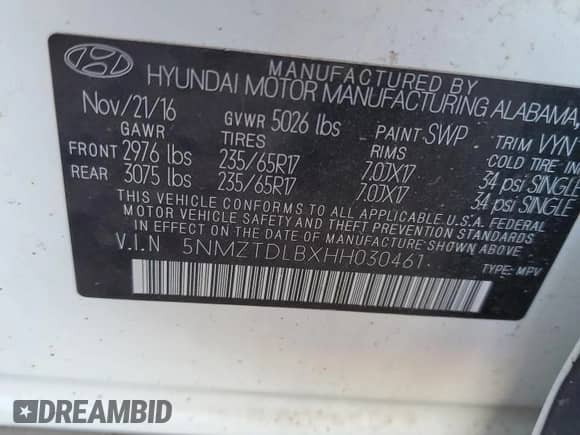 MANUFACTURED BY
HYUNDAI MOTOR MANUFACTURING ALABAMA,
Nov/21/16 GVWR 5026 lbs PAINT SWP TRIM VYN
GAWR TIRES RIMS COLD TIRE IN
FRONT 2976 lbs 235/65R17 7.0JX17 34 psi SINGLE
REAR 3075 lbs 235/65R17 7.0JX17 34 psi SINGLE
THIS VEHICLE CONFORMS TO ALL APPLICABLE U.S.A FEDERAL
MOTOR VEHICLE SAFETY AND THEFT PREVENTION STANDARDS
IN EFFECT ON THE DATE OF MANUFACTURE SHOWN ABOVE.
V.I.N 5NMZTDLBXHH030461
TYPE: MPV
DREAMBID